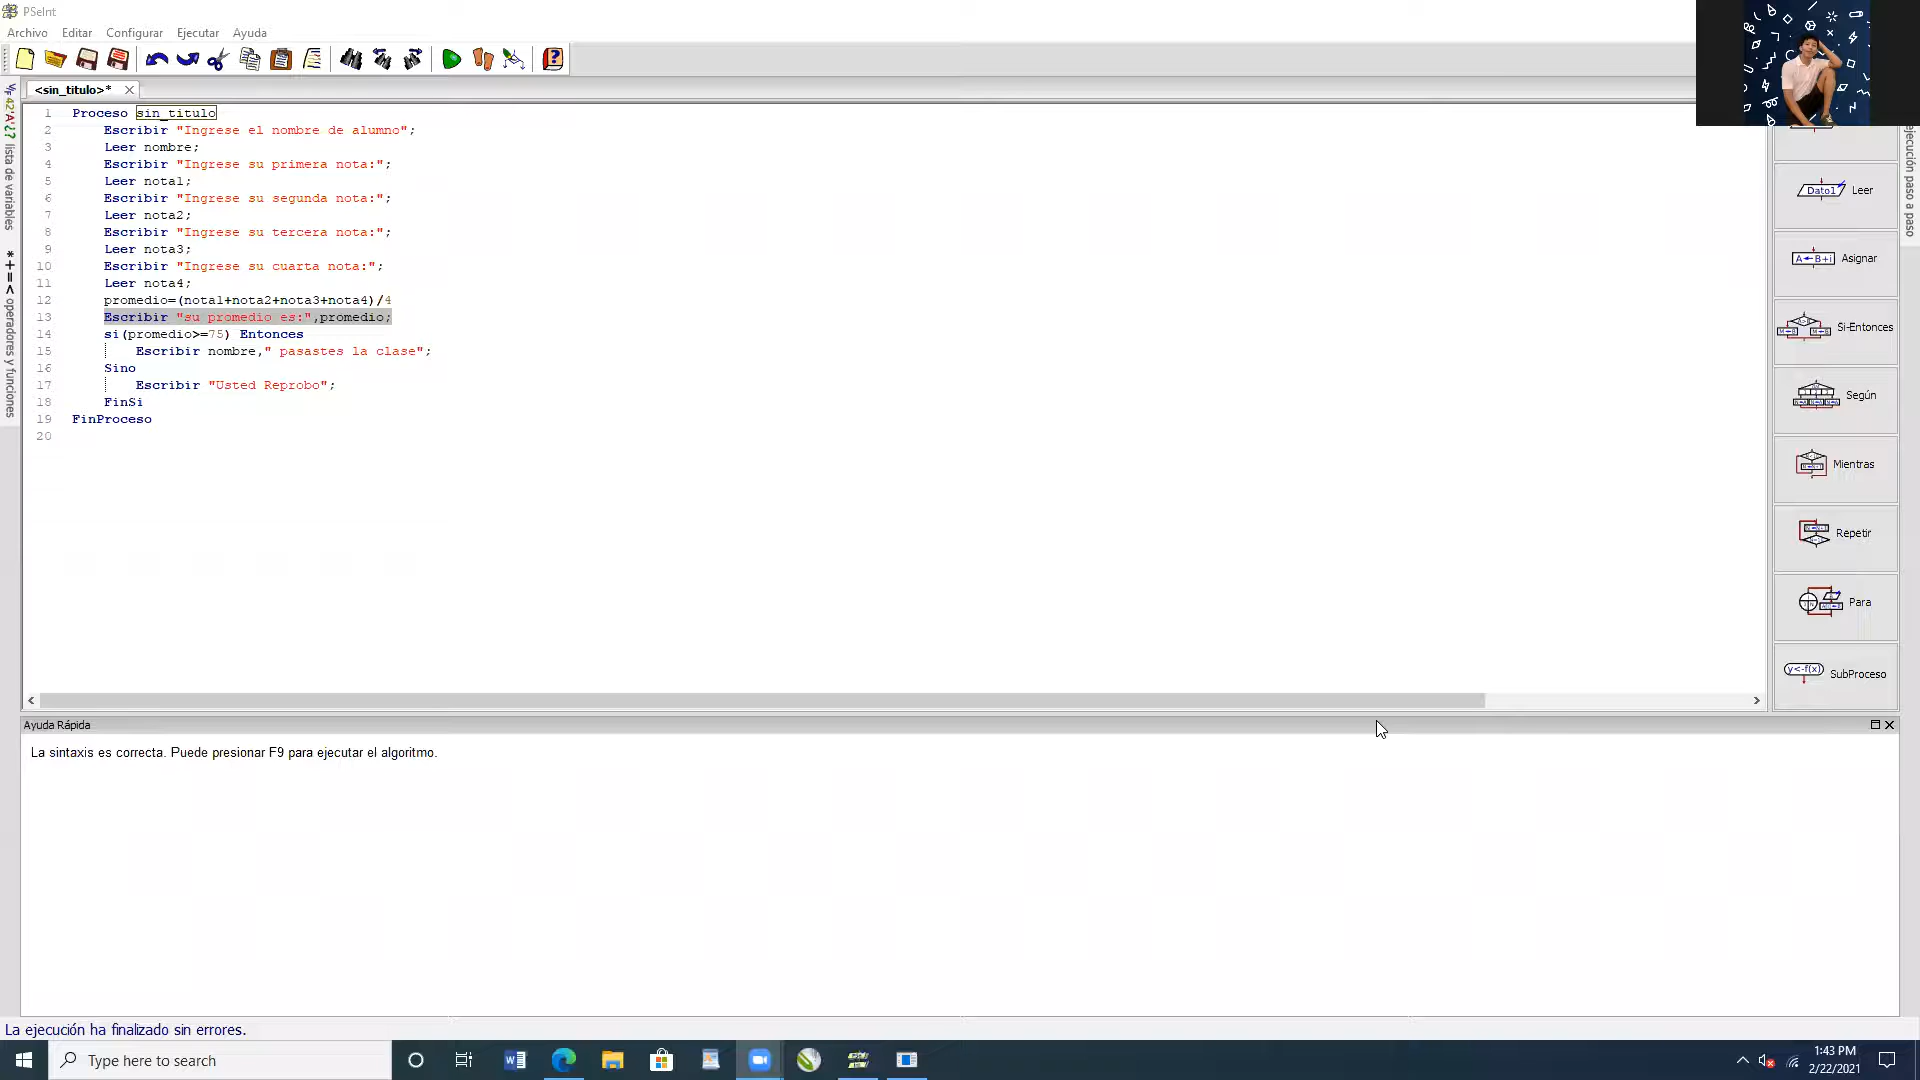 PSeInt
Archivo Editar Configurar Ejecutar Ayuda
<sin_titulo>*
1 Proceso sin_titulo
2 Escribir "Ingrese el nombre de alumno";
3 Leer nombre;
4 Escribir "Ingrese su primera nota:";
5 Leer nota1;
6 Escribir "Ingrese su segunda nota:";
7 Leer nota2;
8 Escribir "Ingrese su tercera nota:";
9 Leer nota3;
10 Escribir "Ingrese su cuarta nota:";
11 Leer nota4;
12 promedio=(nota1+nota2+nota3+nota4)/4
13 Escribir "su promedio es:",promedio;
14 si(promedio>=75) Entonces
15 Escribir nombre," pasastes la clase";
16 Sino
17 Escribir "Usted Reprobo";
18 FinSi
19 FinProceso
20
lista de variables
*+=< operadores y funciones
ejecución paso a paso
Dato1 Leer
A←B+i Asignar
Si-Entonces
Según
Mientras
Repetir
Para
y<-f(x) SubProceso
Ayuda Rápida
La sintaxis es correcta. Puede presionar F9 para ejecutar el algoritmo.
La ejecución ha finalizado sin errores.
Type here to search
1:43 PM
2/22/2021